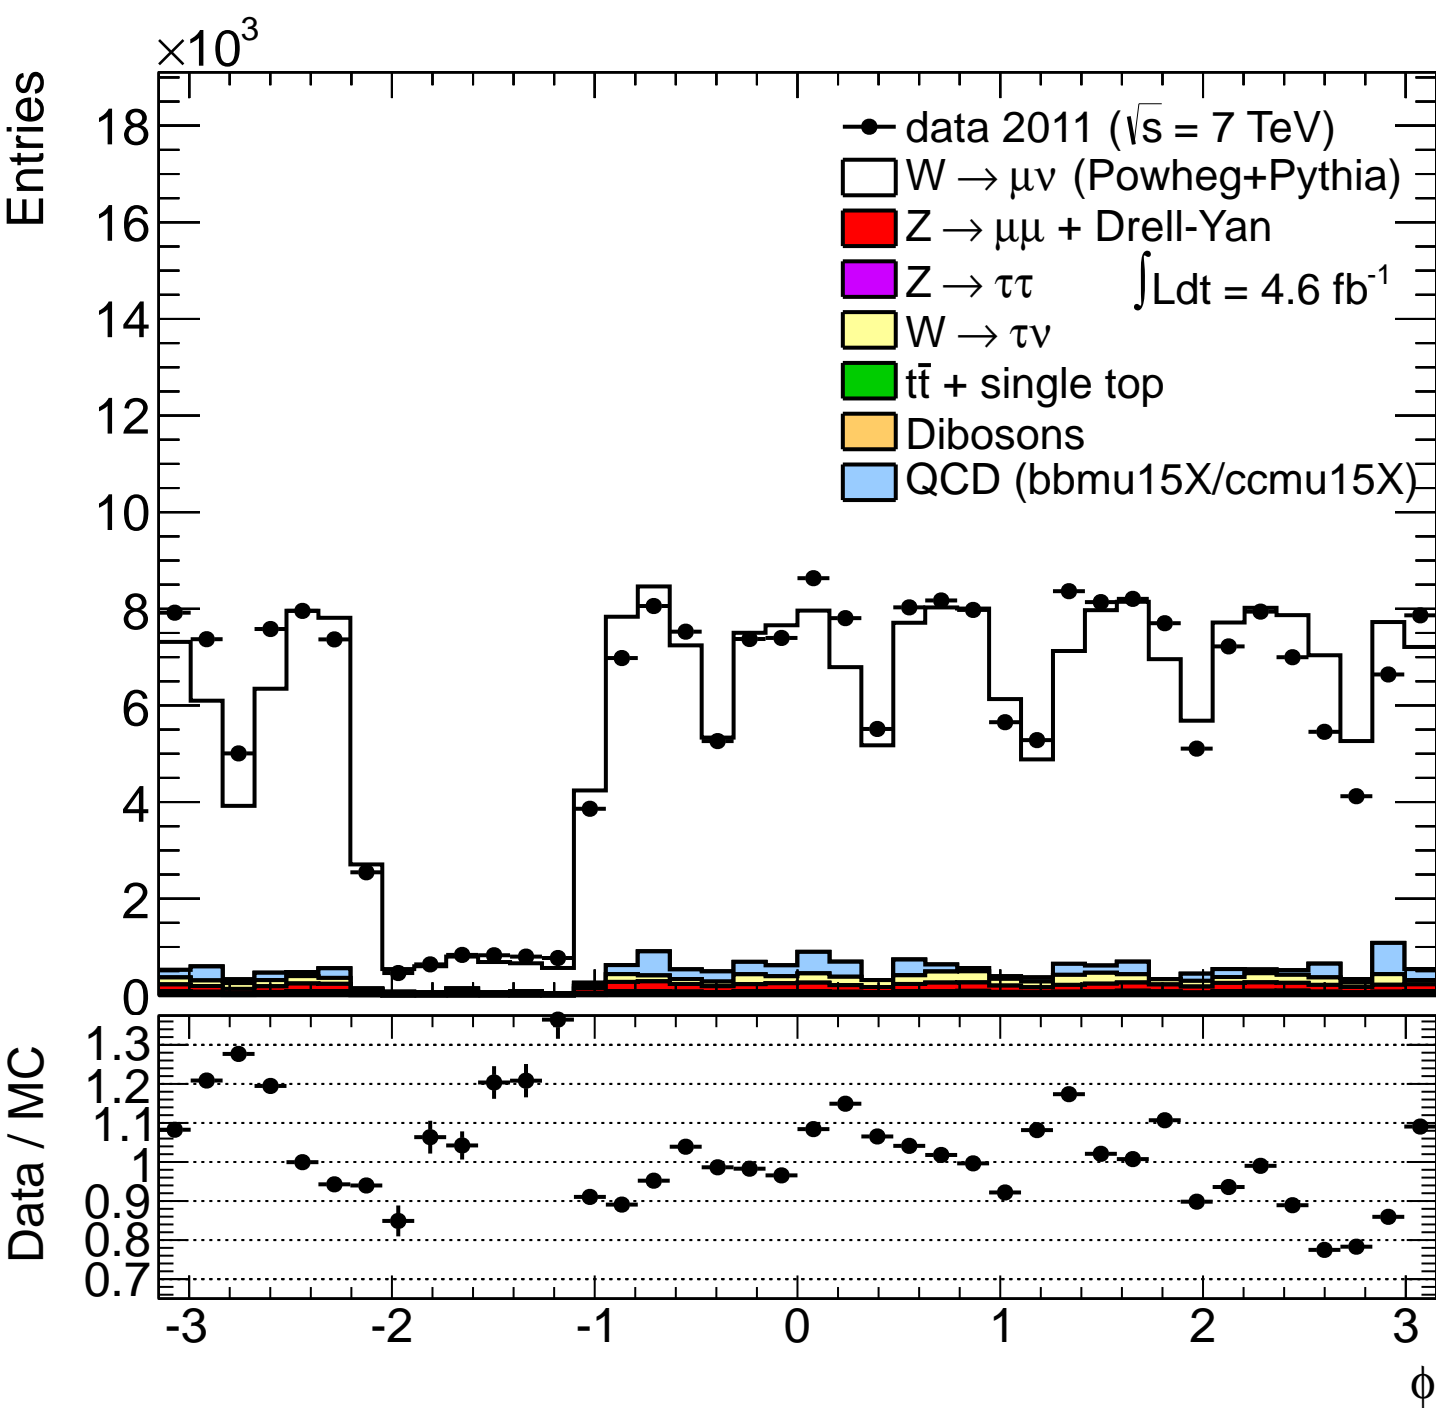 ×10³
Entries
18
16
14
12
10
8
6
4
2
0
data 2011 (√s = 7 TeV)
W → μν (Powheg+Pythia)
Z → μμ + Drell-Yan
Z → ττ
∫Ldt = 4.6 fb⁻¹
W → τν
tt̄ + single top
Dibosons
QCD (bbmu15X/ccmu15X)
Data / MC
1.3
1.2
1.1
1
0.9
0.8
0.7
-3 -2 -1 0 1 2 3
ϕ